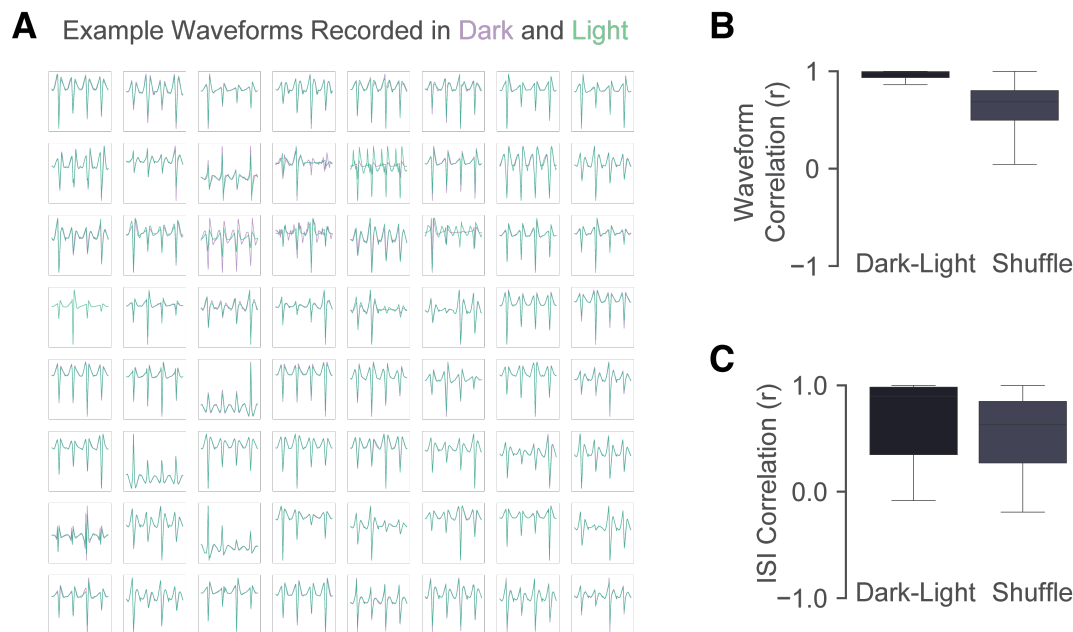 A Example Waveforms Recorded in Dark and Light
B
Waveform
Correlation (r)
1
0
−1
Dark-Light Shuffle
C
ISI Correlation (r)
1.0
0.0
−1.0
Dark-Light Shuffle